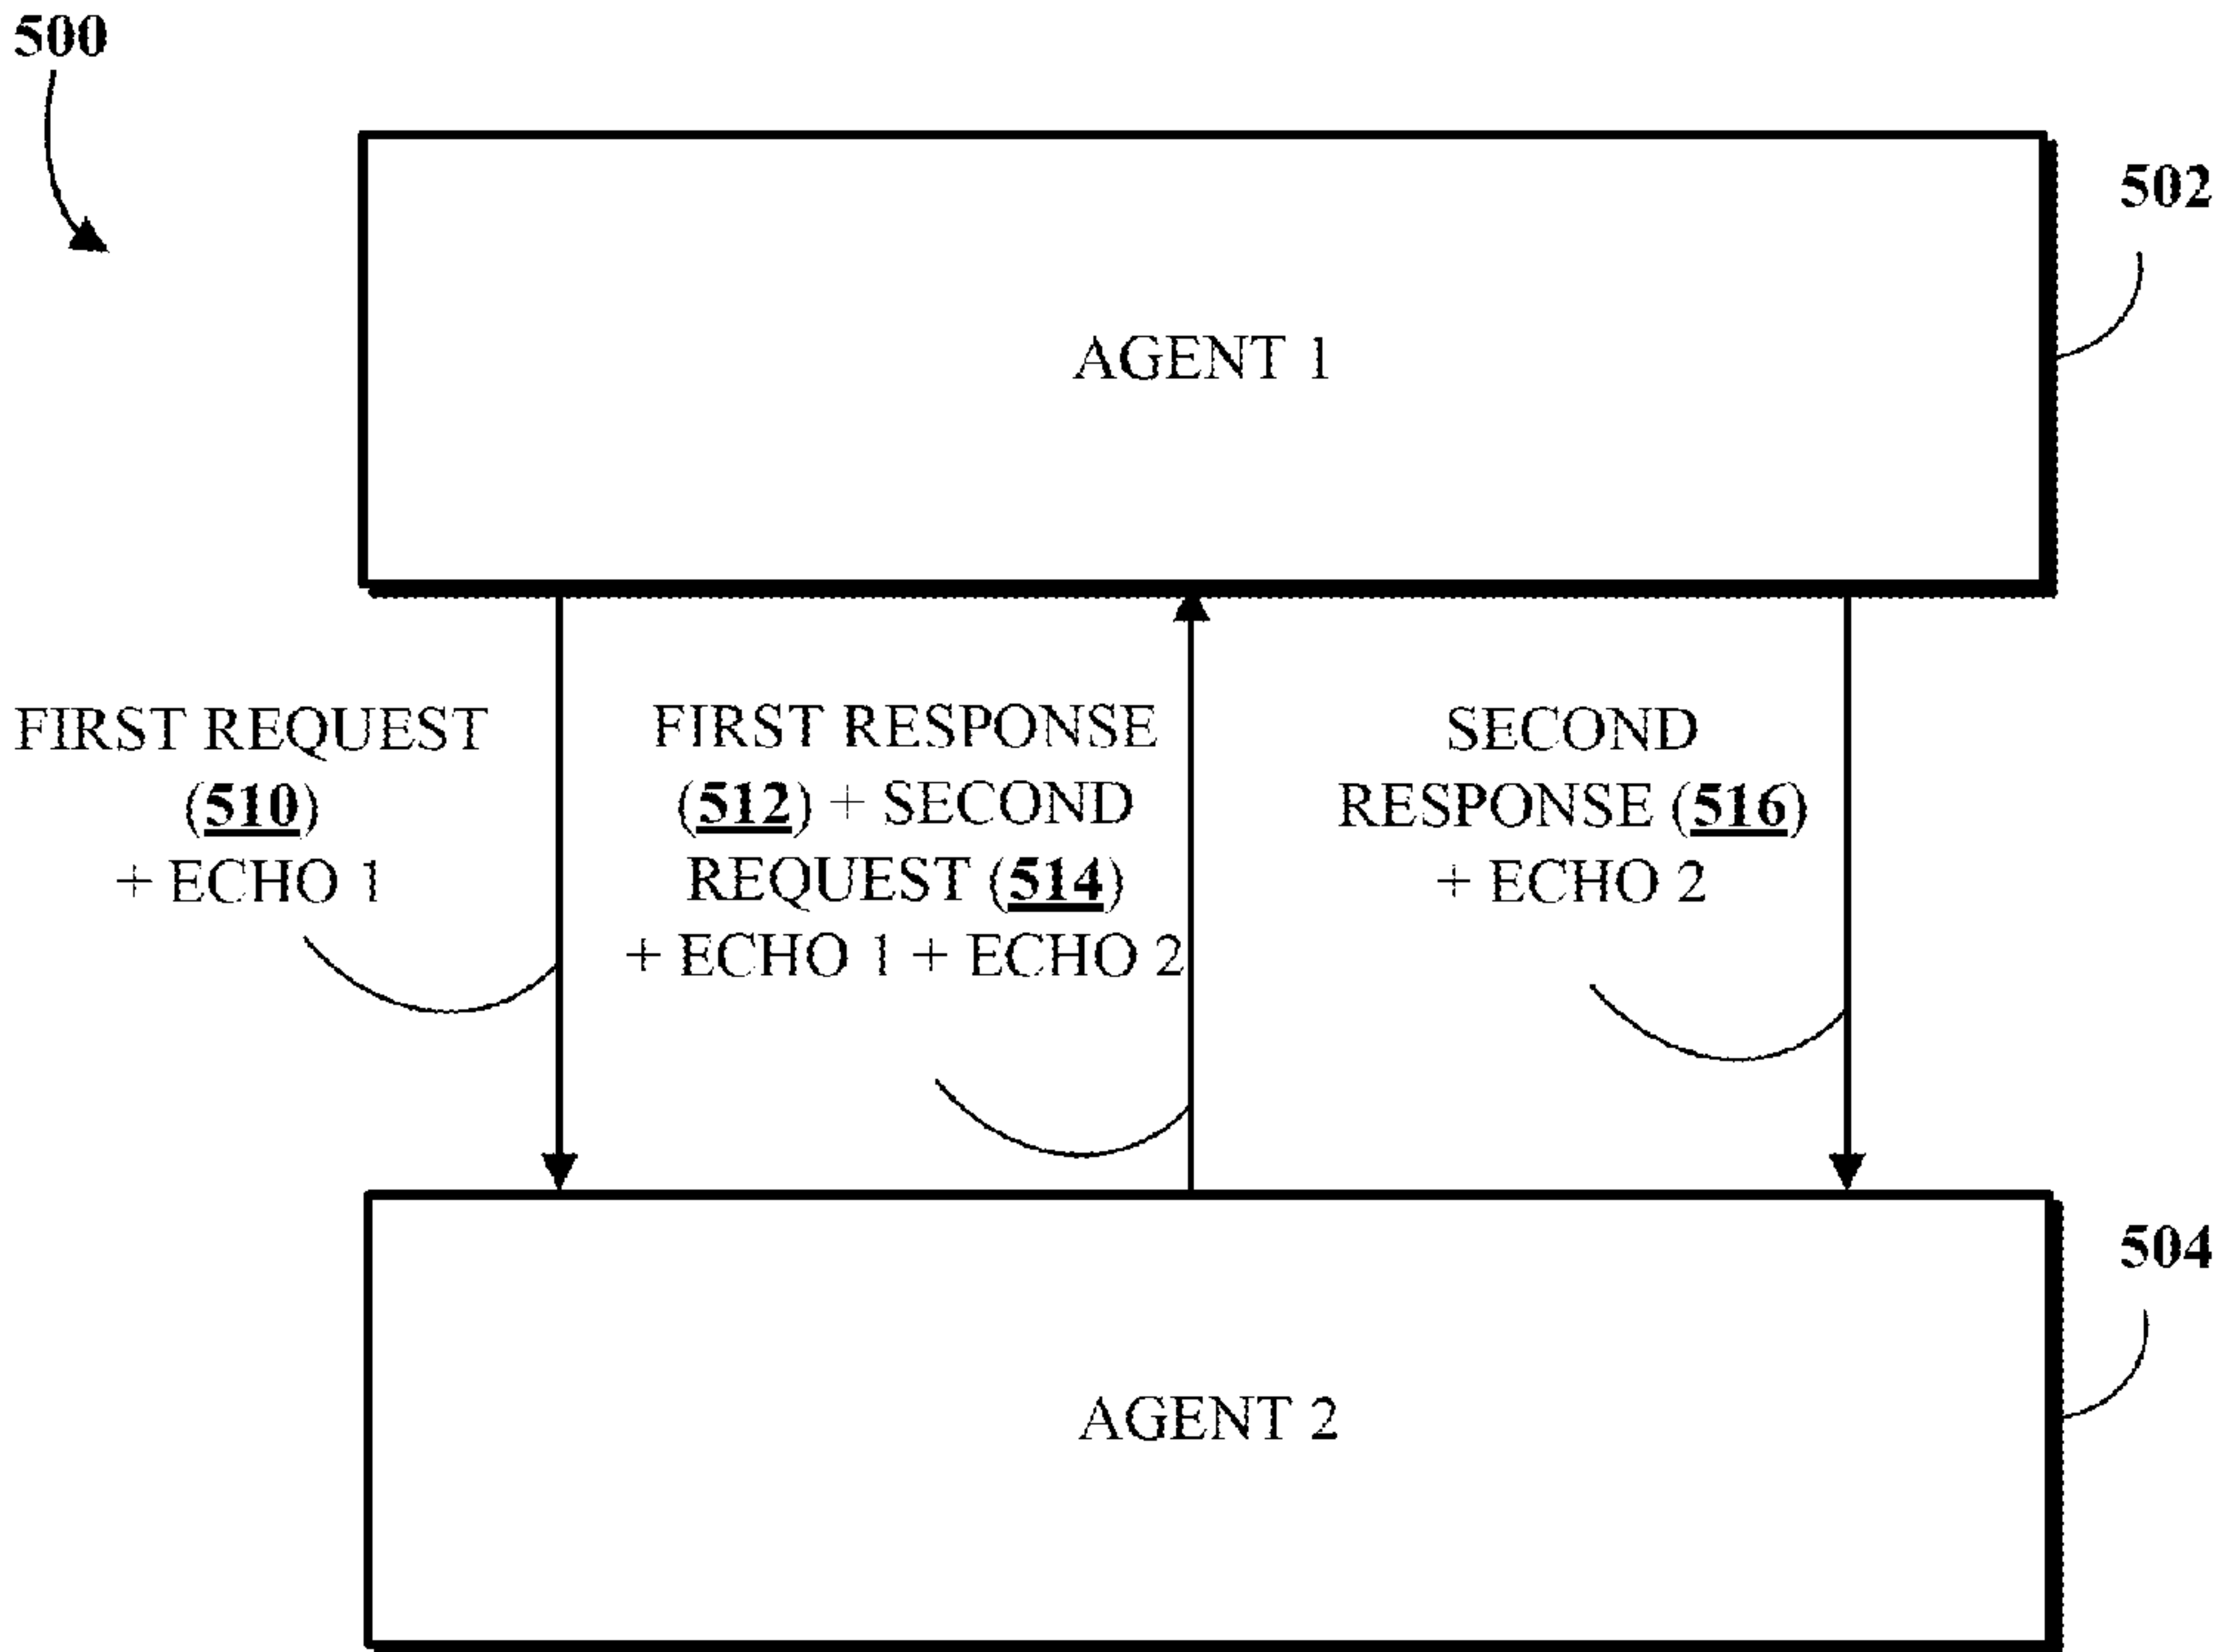 500
502
AGENT 1
FIRST REQUEST
(510)
+ ECHO 1
FIRST RESPONSE
(512) + SECOND
REQUEST (514)
+ ECHO 1 + ECHO 2
SECOND
RESPONSE (516)
+ ECHO 2
504
AGENT 2